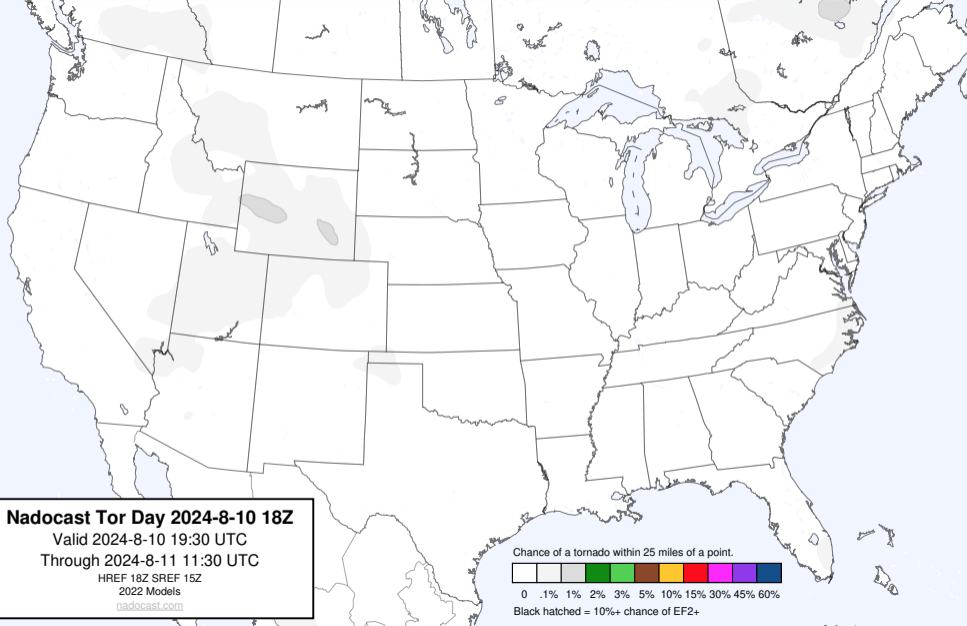 Nadocast Tor Day 2024-8-10 18Z
Valid 2024-8-10 19:30 UTC
Through 2024-8-11 11:30 UTC
HREF 18Z SREF 15Z
2022 Models
nadocast.com
Chance of a tornado within 25 miles of a point.
0 .1% 1% 2% 3% 5% 10% 15% 30% 45% 60%
Black hatched = 10%+ chance of EF2+